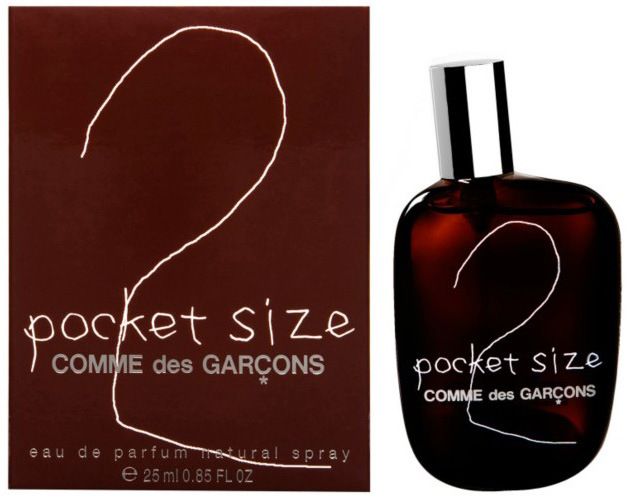 2
pocket size
COMME des GARÇONS
*
eau de parfum natural spray
℮ 25 ml 0.85 FL OZ
2
pocket size
COMME des GARÇONS
*